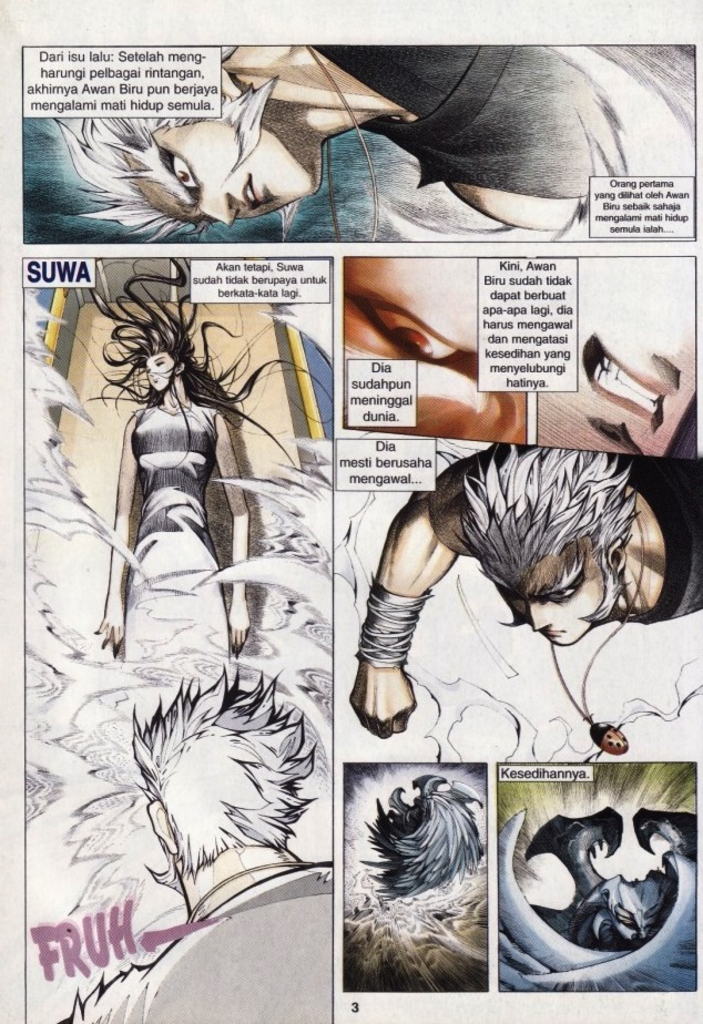 Dari isu lalu: Setelah meng-
harungi pelbagai rintangan,
akhirnya Awan Biru pun berjaya
mengalami mati hidup semula.
Orang pertama
yang dilihat oleh Awan
Biru sebaik sahaja
mengalami mati hidup
semula ialah....
SUWA
Akan tetapi, Suwa
sudah tidak berupaya untuk
berkata-kata lagi.
Dia
sudahpun
meninggal
dunia.
Kini, Awan
Biru sudah tidak
dapat berbuat
apa-apa lagi, dia
harus mengawal
dan mengatasi
kesedihan yang
menyelubungi
hatinya.
Dia
mesti berusaha
mengawal...
FRUH
Kesedihannya.
3